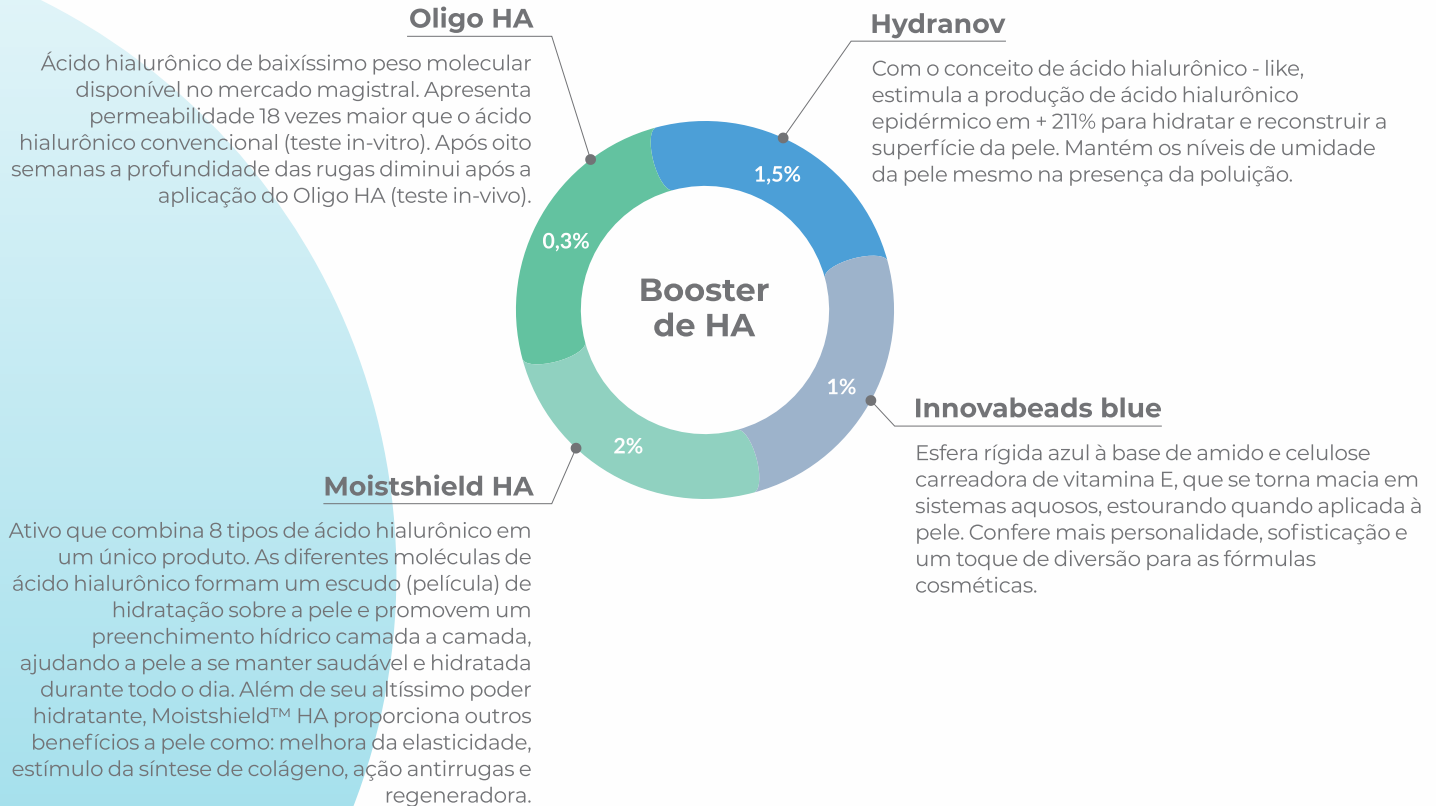 Oligo HA
Ácido hialurônico de baixíssimo peso molecular
disponível no mercado magistral. Apresenta
permeabilidade 18 vezes maior que o ácido
hialurônico convencional (teste in-vitro). Após oito
semanas a profundidade das rugas diminui após a
aplicação do Oligo HA (teste in-vivo).
Hydranov
Com o conceito de ácido hialurônico - like,
estimula a produção de ácido hialurônico
epidérmico em + 211% para hidratar e reconstruir a
superfície da pele. Mantém os níveis de umidade
da pele mesmo na presença da poluição.
1,5%
0,3%
Booster
de HA
1%
2%
Innovabeads blue
Esfera rígida azul à base de amido e celulose
carreadora de vitamina E, que se torna macia em
sistemas aquosos, estourando quando aplicada à
pele. Confere mais personalidade, sofisticação e
um toque de diversão para as fórmulas
cosméticas.
Moistshield HA
Ativo que combina 8 tipos de ácido hialurônico em
um único produto. As diferentes moléculas de
ácido hialurônico formam um escudo (película) de
hidratação sobre a pele e promovem um
preenchimento hídrico camada a camada,
ajudando a pele a se manter saudável e hidratada
durante todo o dia. Além de seu altíssimo poder
hidratante, Moistshield™ HA proporciona outros
benefícios a pele como: melhora da elasticidade,
estímulo da síntese de colágeno, ação antirrugas e
regeneradora.